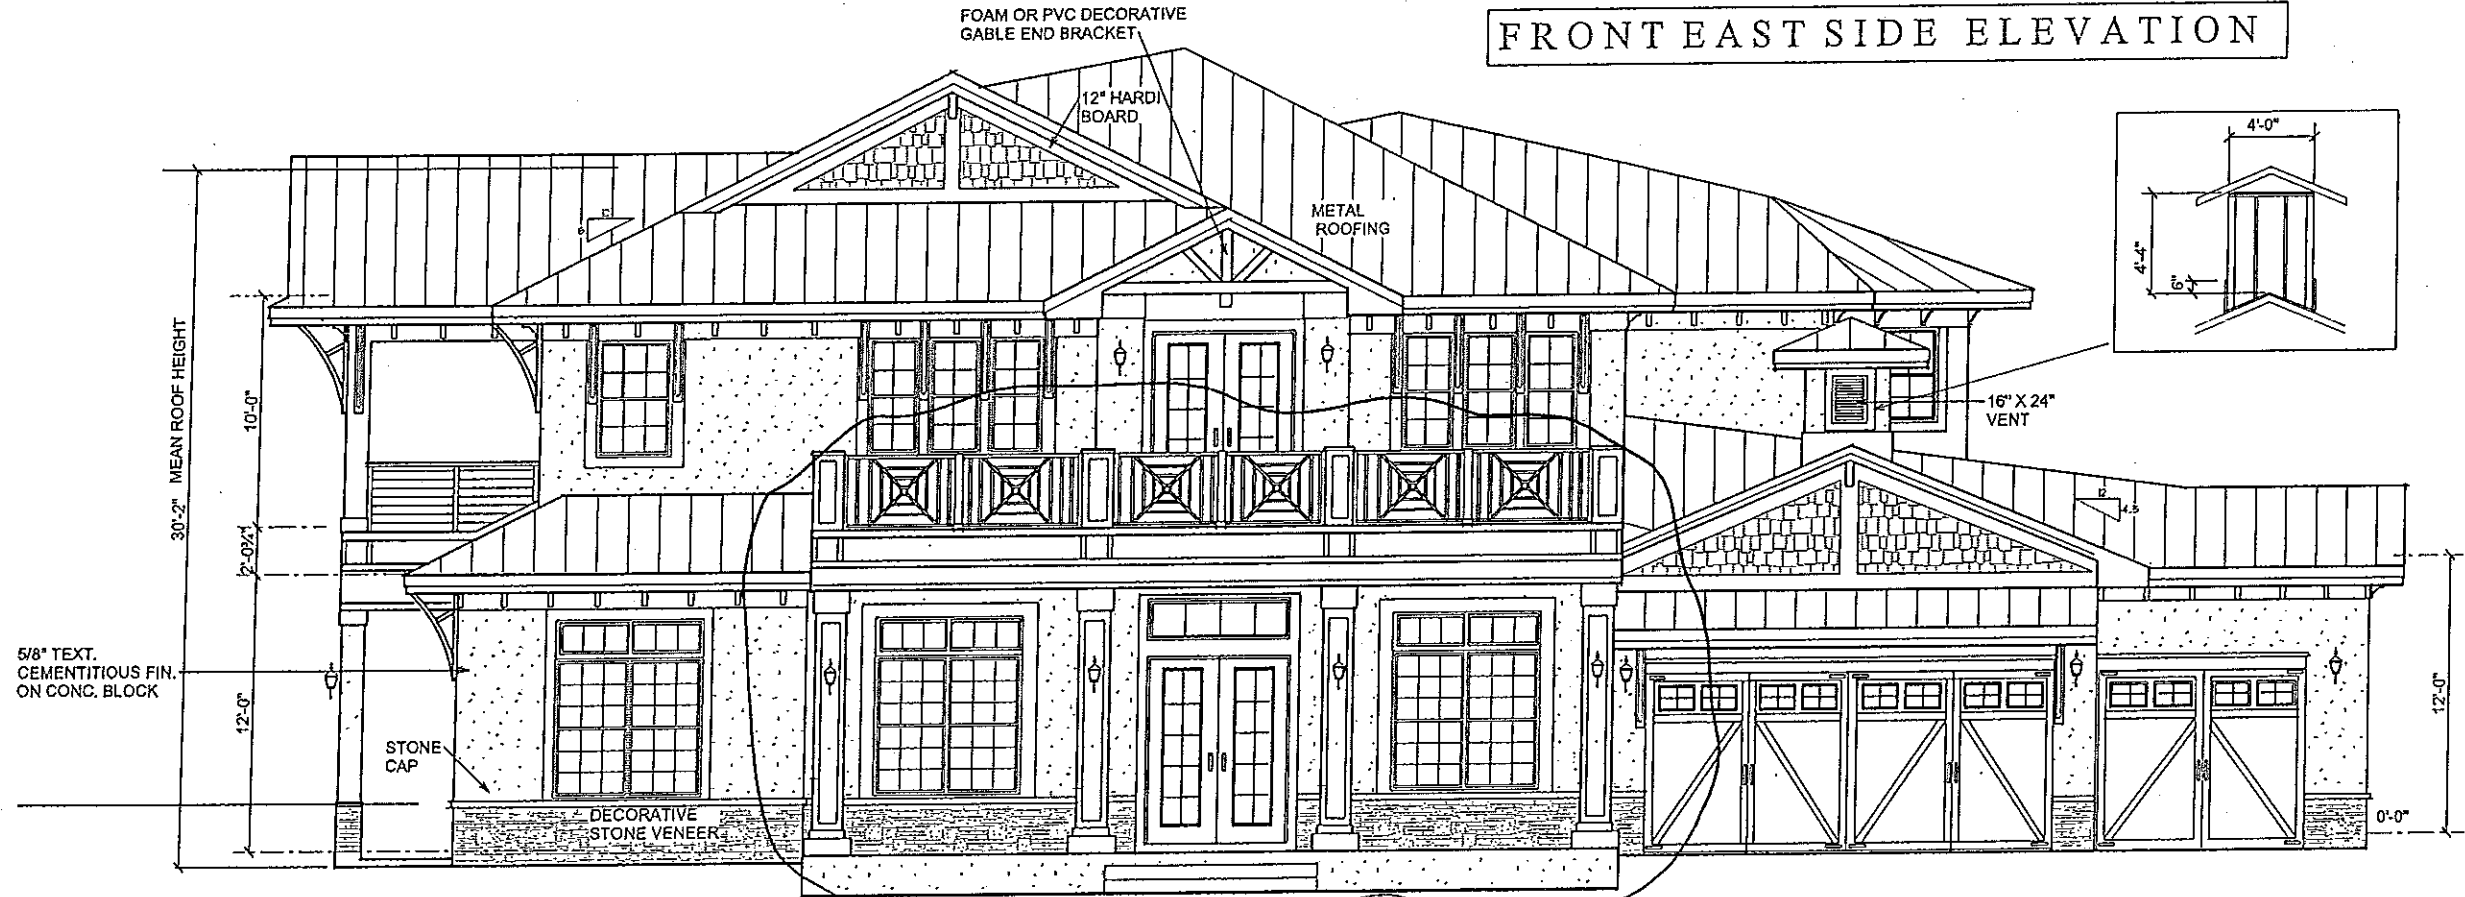 FOAM OR PVC DECORATIVE
GABLE END BRACKET
FRONT EAST SIDE ELEVATION
12" HARDI
BOARD
4'-0"
METAL
ROOFING
12
6
4'-4"
6"
30'-2" MEAN ROOF HEIGHT
10'-0"
16" X 24"
VENT
12
4.5
2'-0¾"
5/8" TEXT.
CEMENTITIOUS FIN.
ON CONC. BLOCK
12'-0"
12'-0"
STONE
CAP
DECORATIVE
STONE VENEER
0'-0"